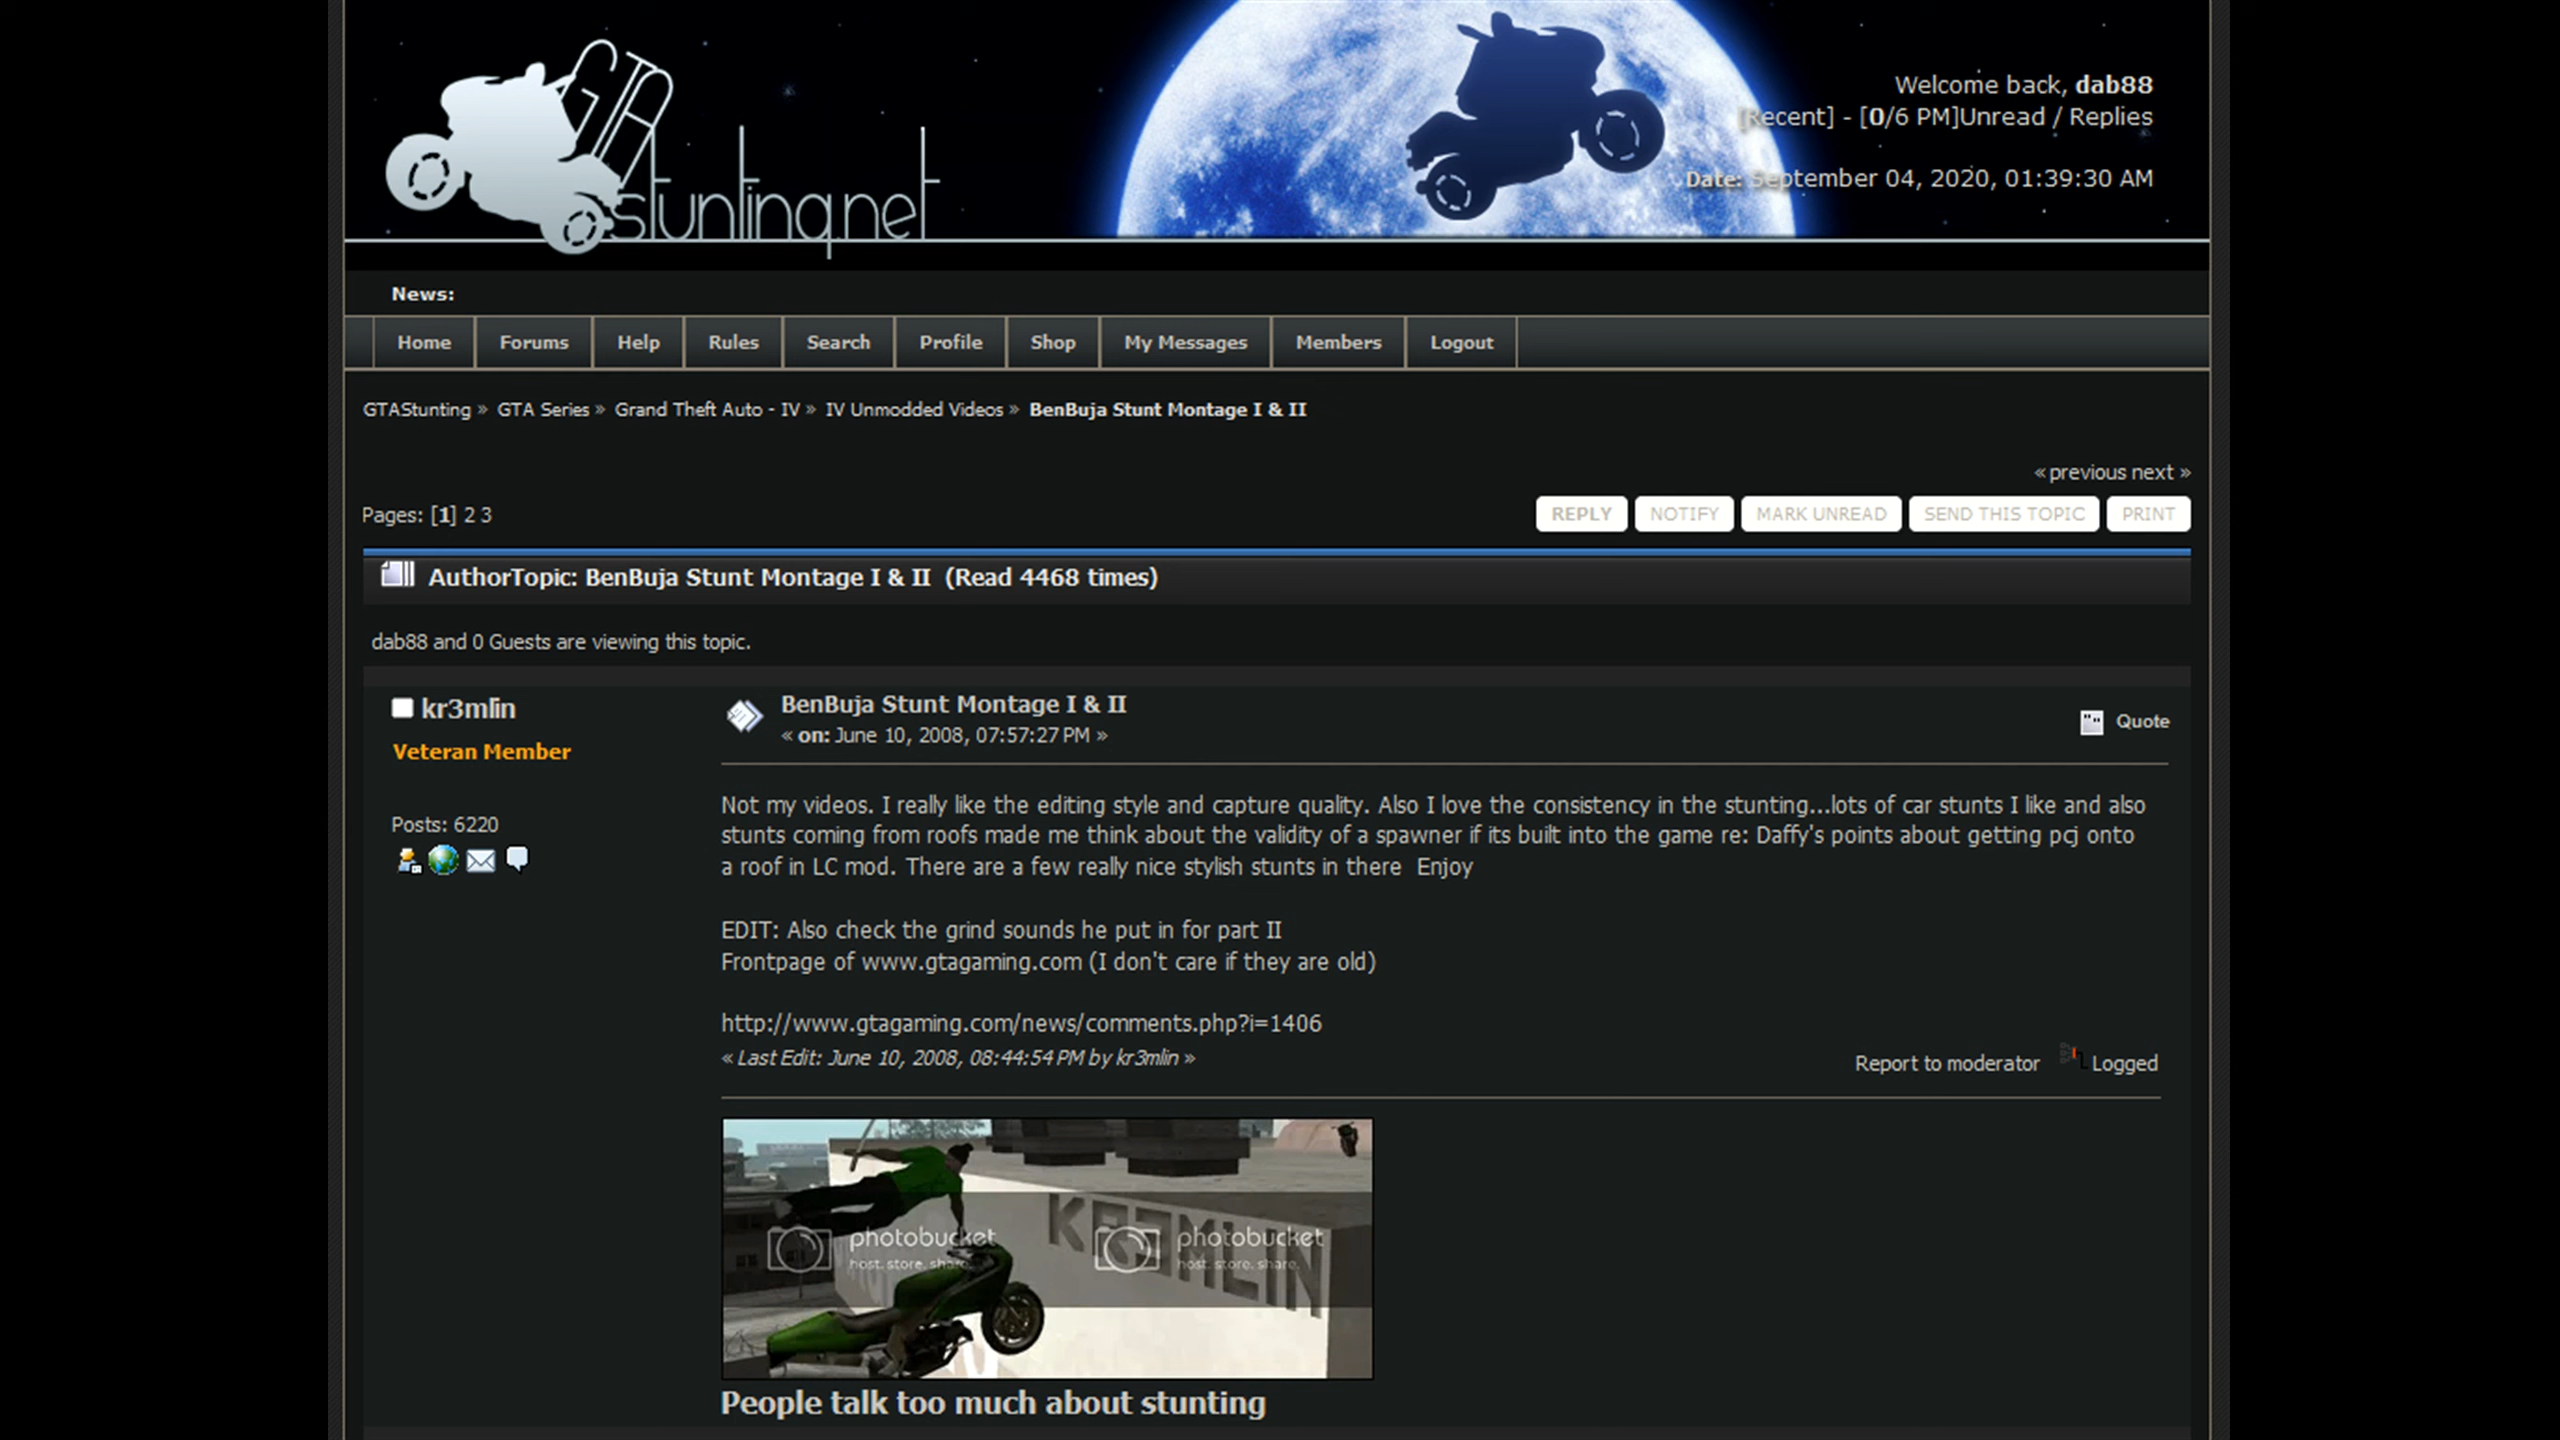 GTA
stunting.net
Welcome back, dab88
[Recent] - [0/6 PM]Unread / Replies
Date: September 04, 2020, 01:39:30 AM
News:
Home Forums Help Rules Search Profile Shop My Messages Members Logout
GTAStunting » GTA Series » Grand Theft Auto - IV » IV Unmodded Videos » BenBuja Stunt Montage I & II
« previous next »
Pages: [1] 2 3
REPLY NOTIFY MARK UNREAD SEND THIS TOPIC PRINT
AuthorTopic: BenBuja Stunt Montage I & II (Read 4468 times)
dab88 and 0 Guests are viewing this topic.
kr3mlin
Veteran Member
Posts: 6220
BenBuja Stunt Montage I & II
« on: June 10, 2008, 07:57:27 PM »
Quote
Not my videos. I really like the editing style and capture quality. Also I love the consistency in the stunting...lots of car stunts I like and also
stunts coming from roofs made me think about the validity of a spawner if its built into the game re: Daffy's points about getting pcj onto
a roof in LC mod. There are a few really nice stylish stunts in there  Enjoy
EDIT: Also check the grind sounds he put in for part II
Frontpage of www.gtagaming.com (I don't care if they are old)
http://www.gtagaming.com/news/comments.php?i=1406
« Last Edit: June 10, 2008, 08:44:54 PM by kr3mlin »
Report to moderator Logged
KR3MLIN
photobucket photobucket
host. store. share. host. store. share.
People talk too much about stunting